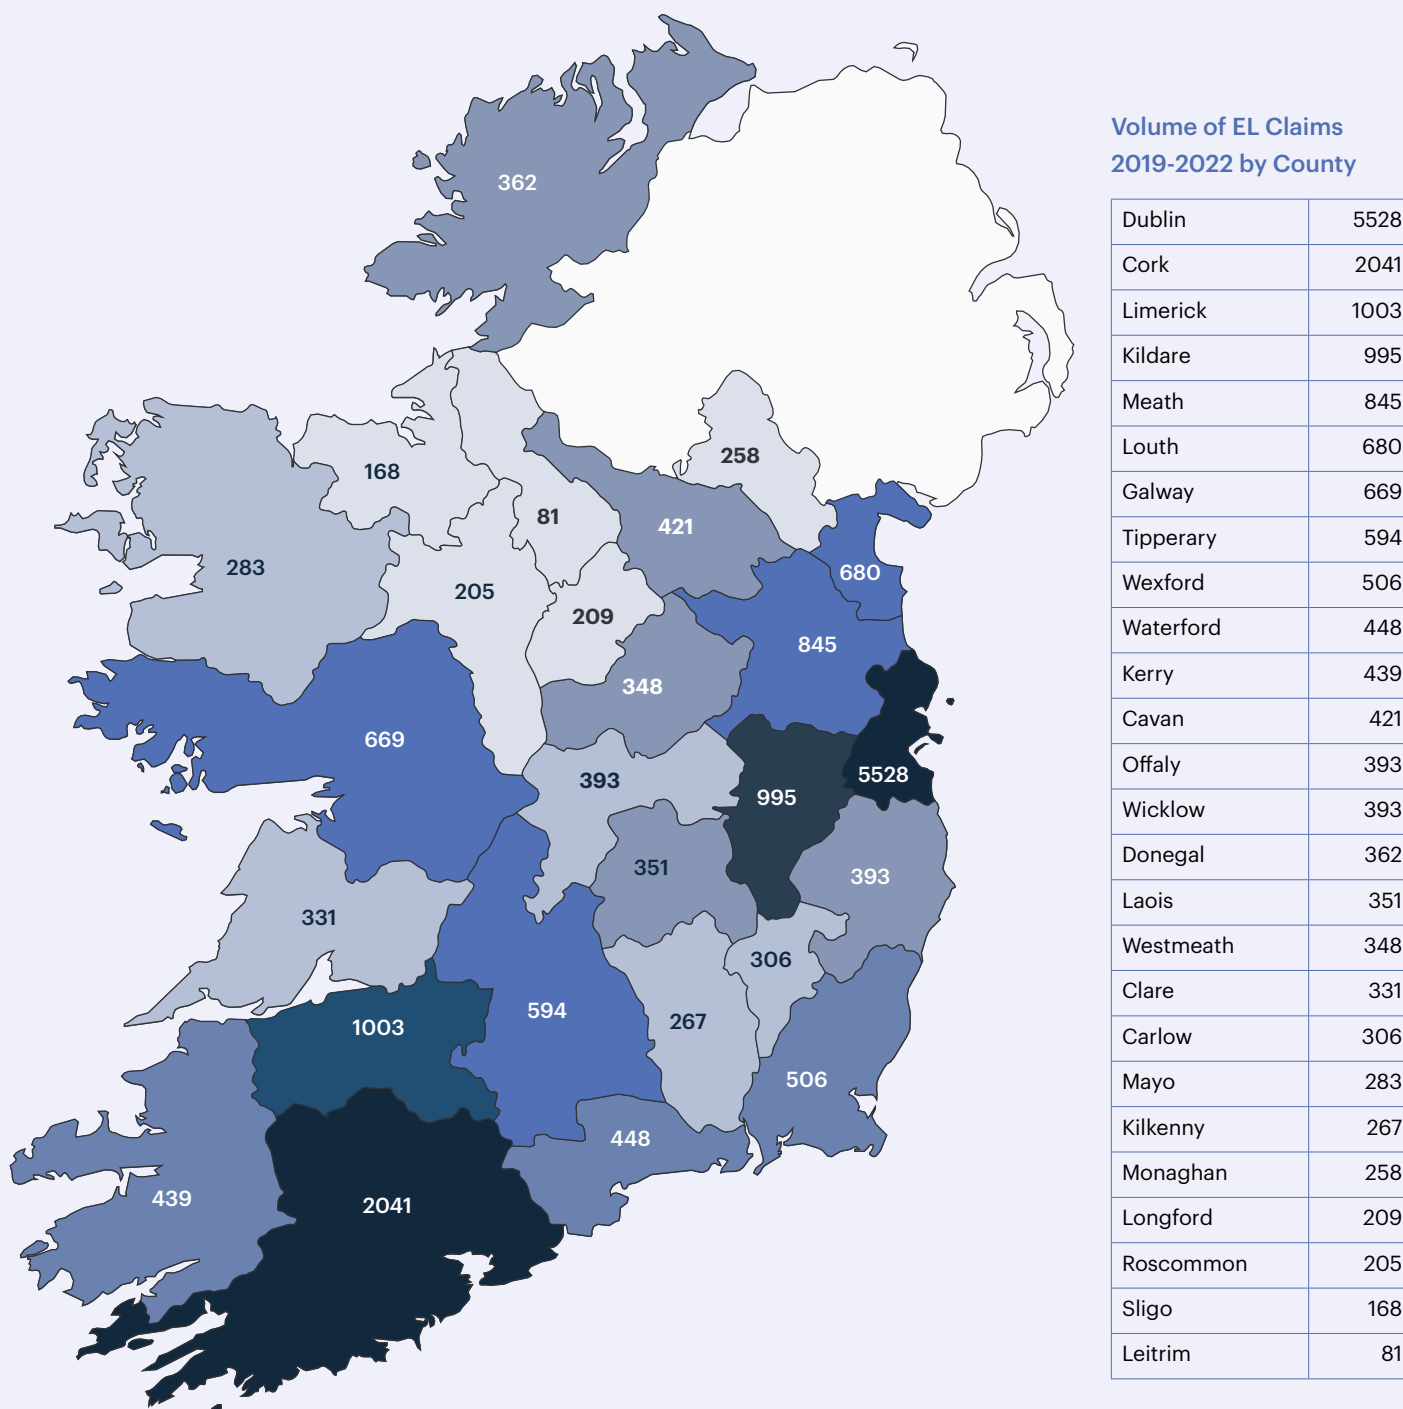 362
258
168
81
421
680
283
205
209
845
348
669
393
5528
995
351
393
331
306
594
267
1003
506
448
439
2041
Volume of EL Claims
2019-2022 by County
Dublin 5528
Cork 2041
Limerick 1003
Kildare 995
Meath 845
Louth 680
Galway 669
Tipperary 594
Wexford 506
Waterford 448
Kerry 439
Cavan 421
Offaly 393
Wicklow 393
Donegal 362
Laois 351
Westmeath 348
Clare 331
Carlow 306
Mayo 283
Kilkenny 267
Monaghan 258
Longford 209
Roscommon 205
Sligo 168
Leitrim 81